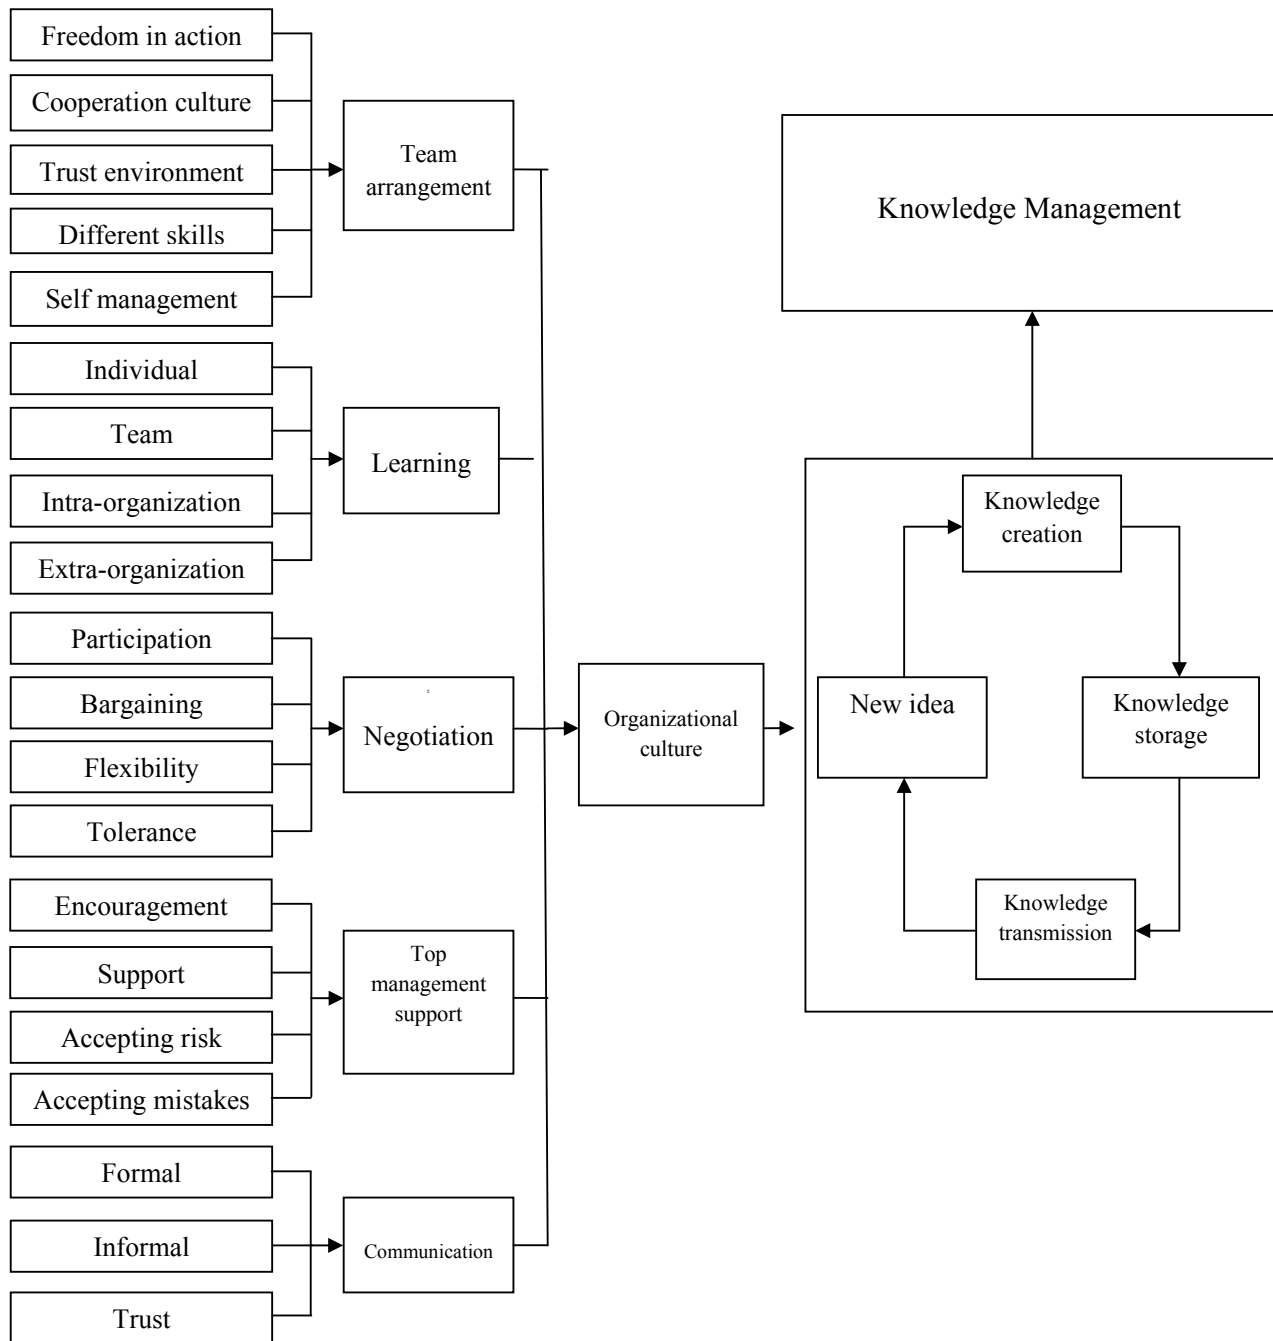 Freedom in action
Cooperation culture
Trust environment
Different skills
Self management
Team
arrangement
Individual
Team
Intra-organization
Extra-organization
Learning
Participation
Bargaining
Flexibility
Tolerance
Negotiation
Encouragement
Support
Accepting risk
Accepting mistakes
Top
management
support
Formal
Informal
Trust
Communication
Organizational
culture
Knowledge Management
Knowledge
creation
New idea
Knowledge
storage
Knowledge
transmission